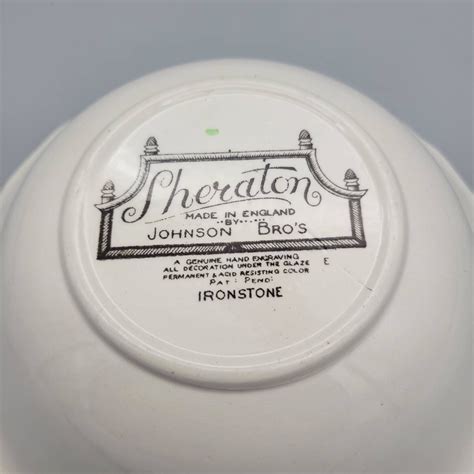 Sheraton
MADE IN ENGLAND
··BY··
JOHNSON BRO'S
A GENUINE HAND ENGRAVING
ALL DECORATION UNDER THE GLAZE E
PERMANENT & ACID RESISTING COLOR
PAT: PEND:
IRONSTONE